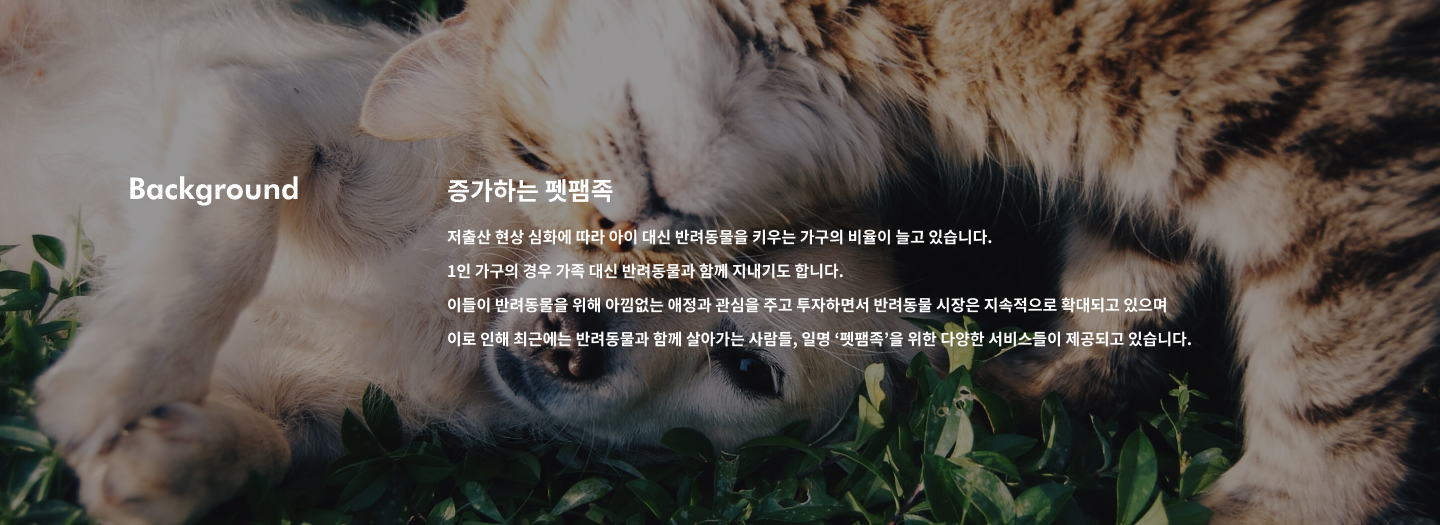 Background
증가하는 펫팸족
저출산 현상 심화에 따라 아이 대신 반려동물을 키우는 가구의 비율이 늘고 있습니다.
1인 가구의 경우 가족 대신 반려동물과 함께 지내기도 합니다.
이들이 반려동물을 위해 아낌없는 애정과 관심을 주고 투자하면서 반려동물 시장은 지속적으로 확대되고 있으며
이로 인해 최근에는 반려동물과 함께 살아가는 사람들, 일명 ‘펫팸족’을 위한 다양한 서비스들이 제공되고 있습니다.